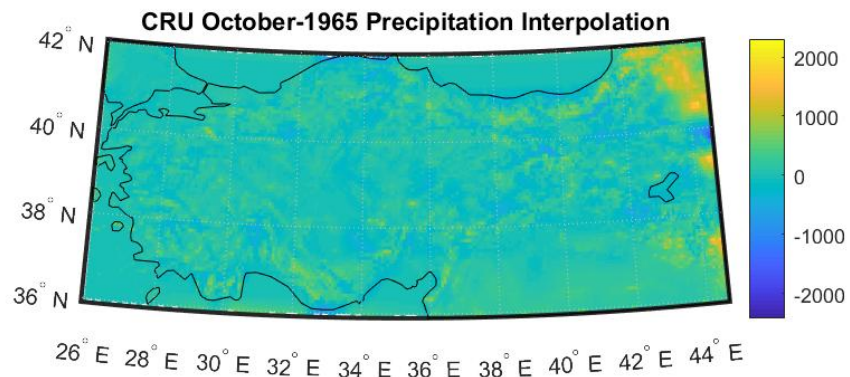 CRU October-1965 Precipitation Interpolation
42° N
40° N
38° N
36° N
26° E 28° E 30° E 32° E 34° E 36° E 38° E 40° E 42° E 44° E
2000
1000
0
-1000
-2000